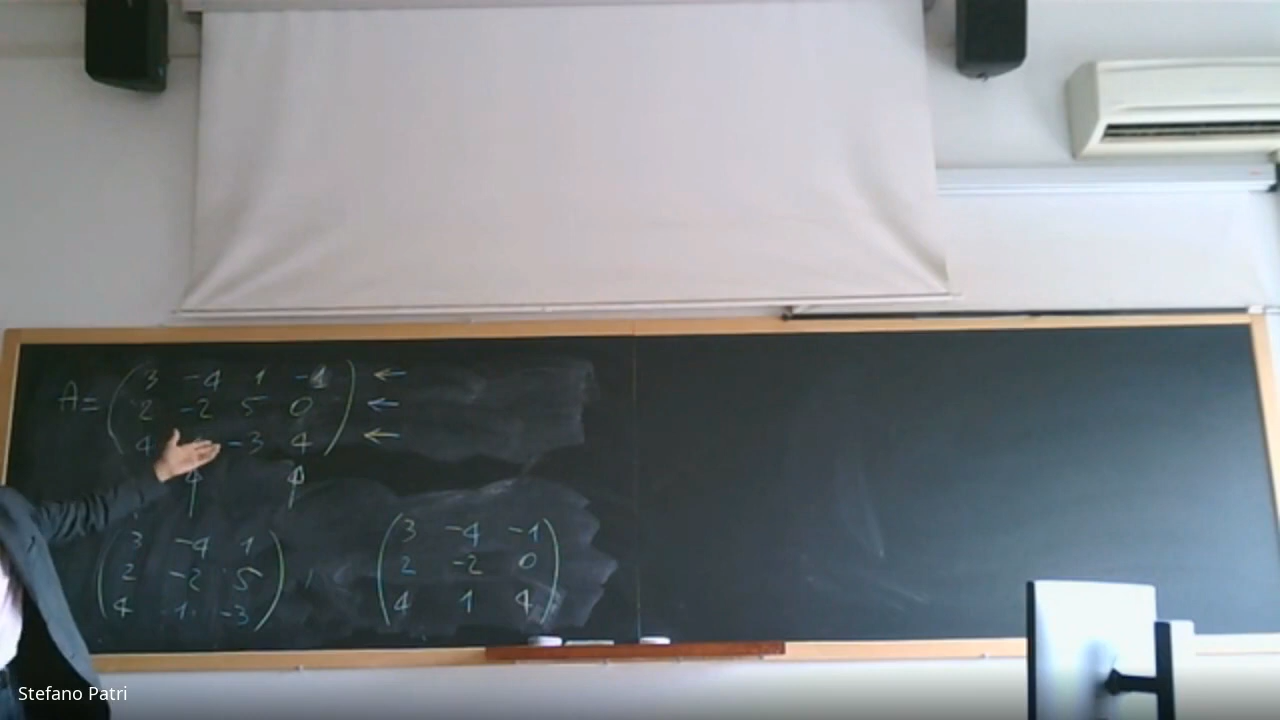 A = ( 3 -4 1 -1 ) ←
( 2 -2 5 0 ) ←
( 4 -3 4 ) ←
↑ ↑
( 3 -4 1 ) , ( 3 -4 -1 )
( 2 -2 5 ) ( 2 -2 0 )
( 4 1 -3 ) ( 4 1 4 )
Stefano Patri